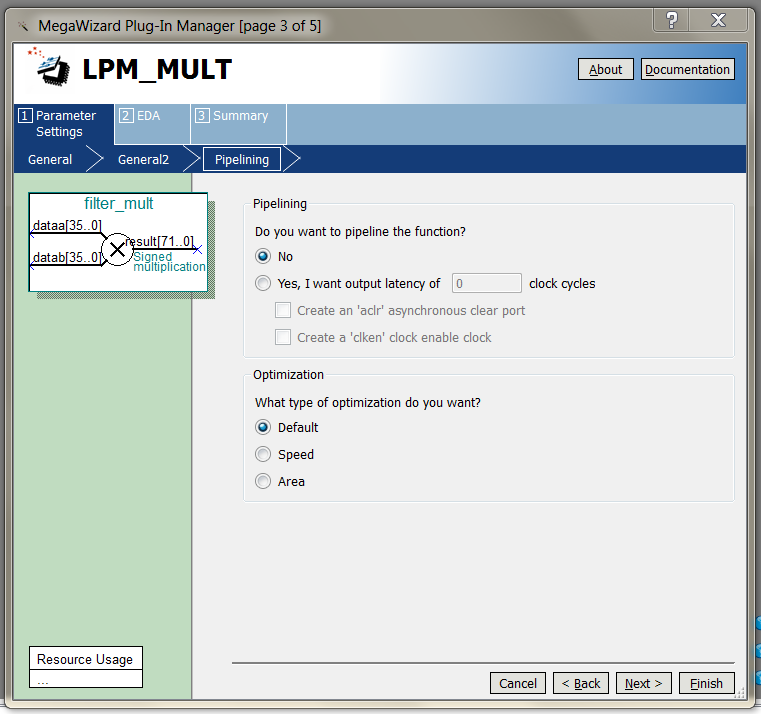 MegaWizard Plug-In Manager [page 3 of 5]
?
LPM_MULT
About
Documentation
1 Parameter Settings
2 EDA
3 Summary
General
General2
Pipelining
filter_mult
dataa[35..0]
result[71..0]
datab[35..0]
Signed
multiplication
Pipelining
Do you want to pipeline the function?
No
Yes, I want output latency of 0 clock cycles
Create an 'aclr' asynchronous clear port
Create a 'clken' clock enable clock
Optimization
What type of optimization do you want?
Default
Speed
Area
Resource Usage
...
Cancel
< Back
Next >
Finish